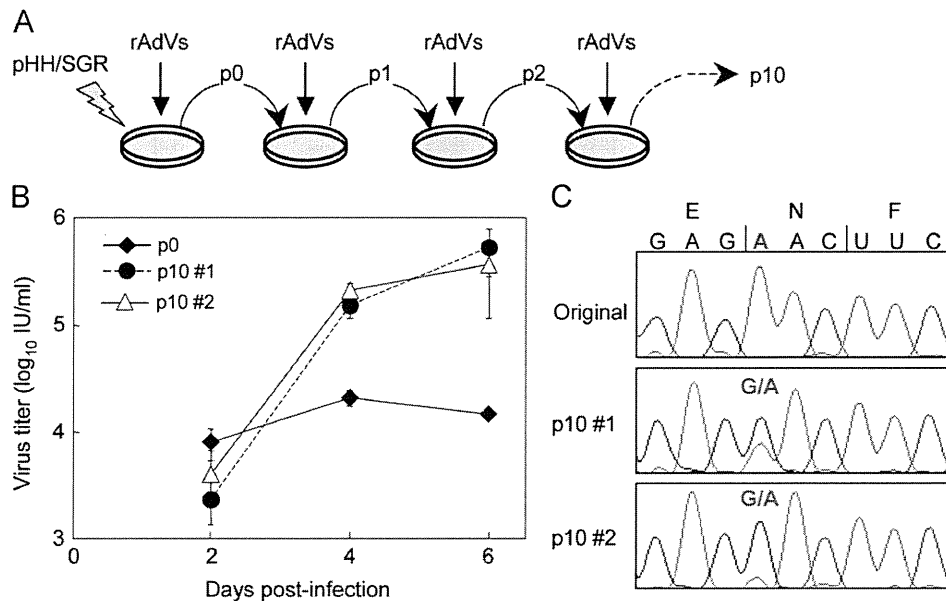 A
rAdVs rAdVs rAdVs rAdVs
pHH/SGR p0 p1 p2 p10
B
Virus titer (log₁₀ IU/ml)
6
5
4
3
p0
p10 #1
p10 #2
2 4 6
Days post-infection
C
E N F
G A G A A C U U C
Original
G/A
p10 #1
G/A
p10 #2